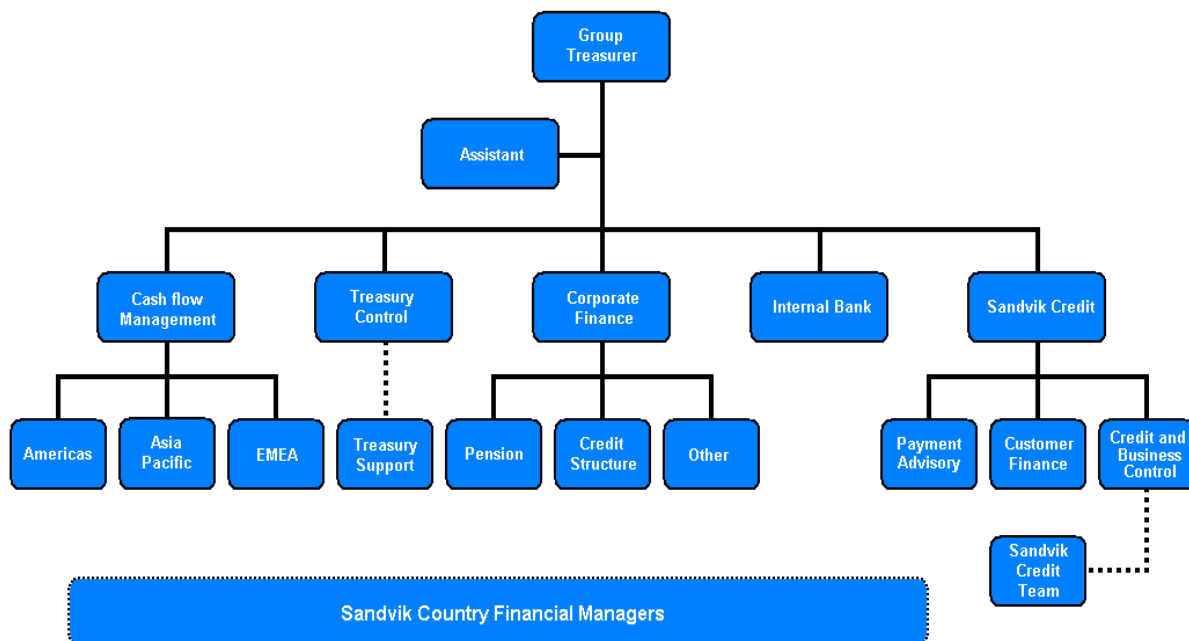 Group
Treasurer
Assistant
Cash flow
Management
Treasury
Control
Corporate
Finance
Internal Bank
Sandvik Credit
Americas
Asia
Pacific
EMEA
Treasury
Support
Pension
Credit
Structure
Other
Payment
Advisory
Customer
Finance
Credit and
Business
Control
Sandvik
Credit
Team
Sandvik Country Financial Managers